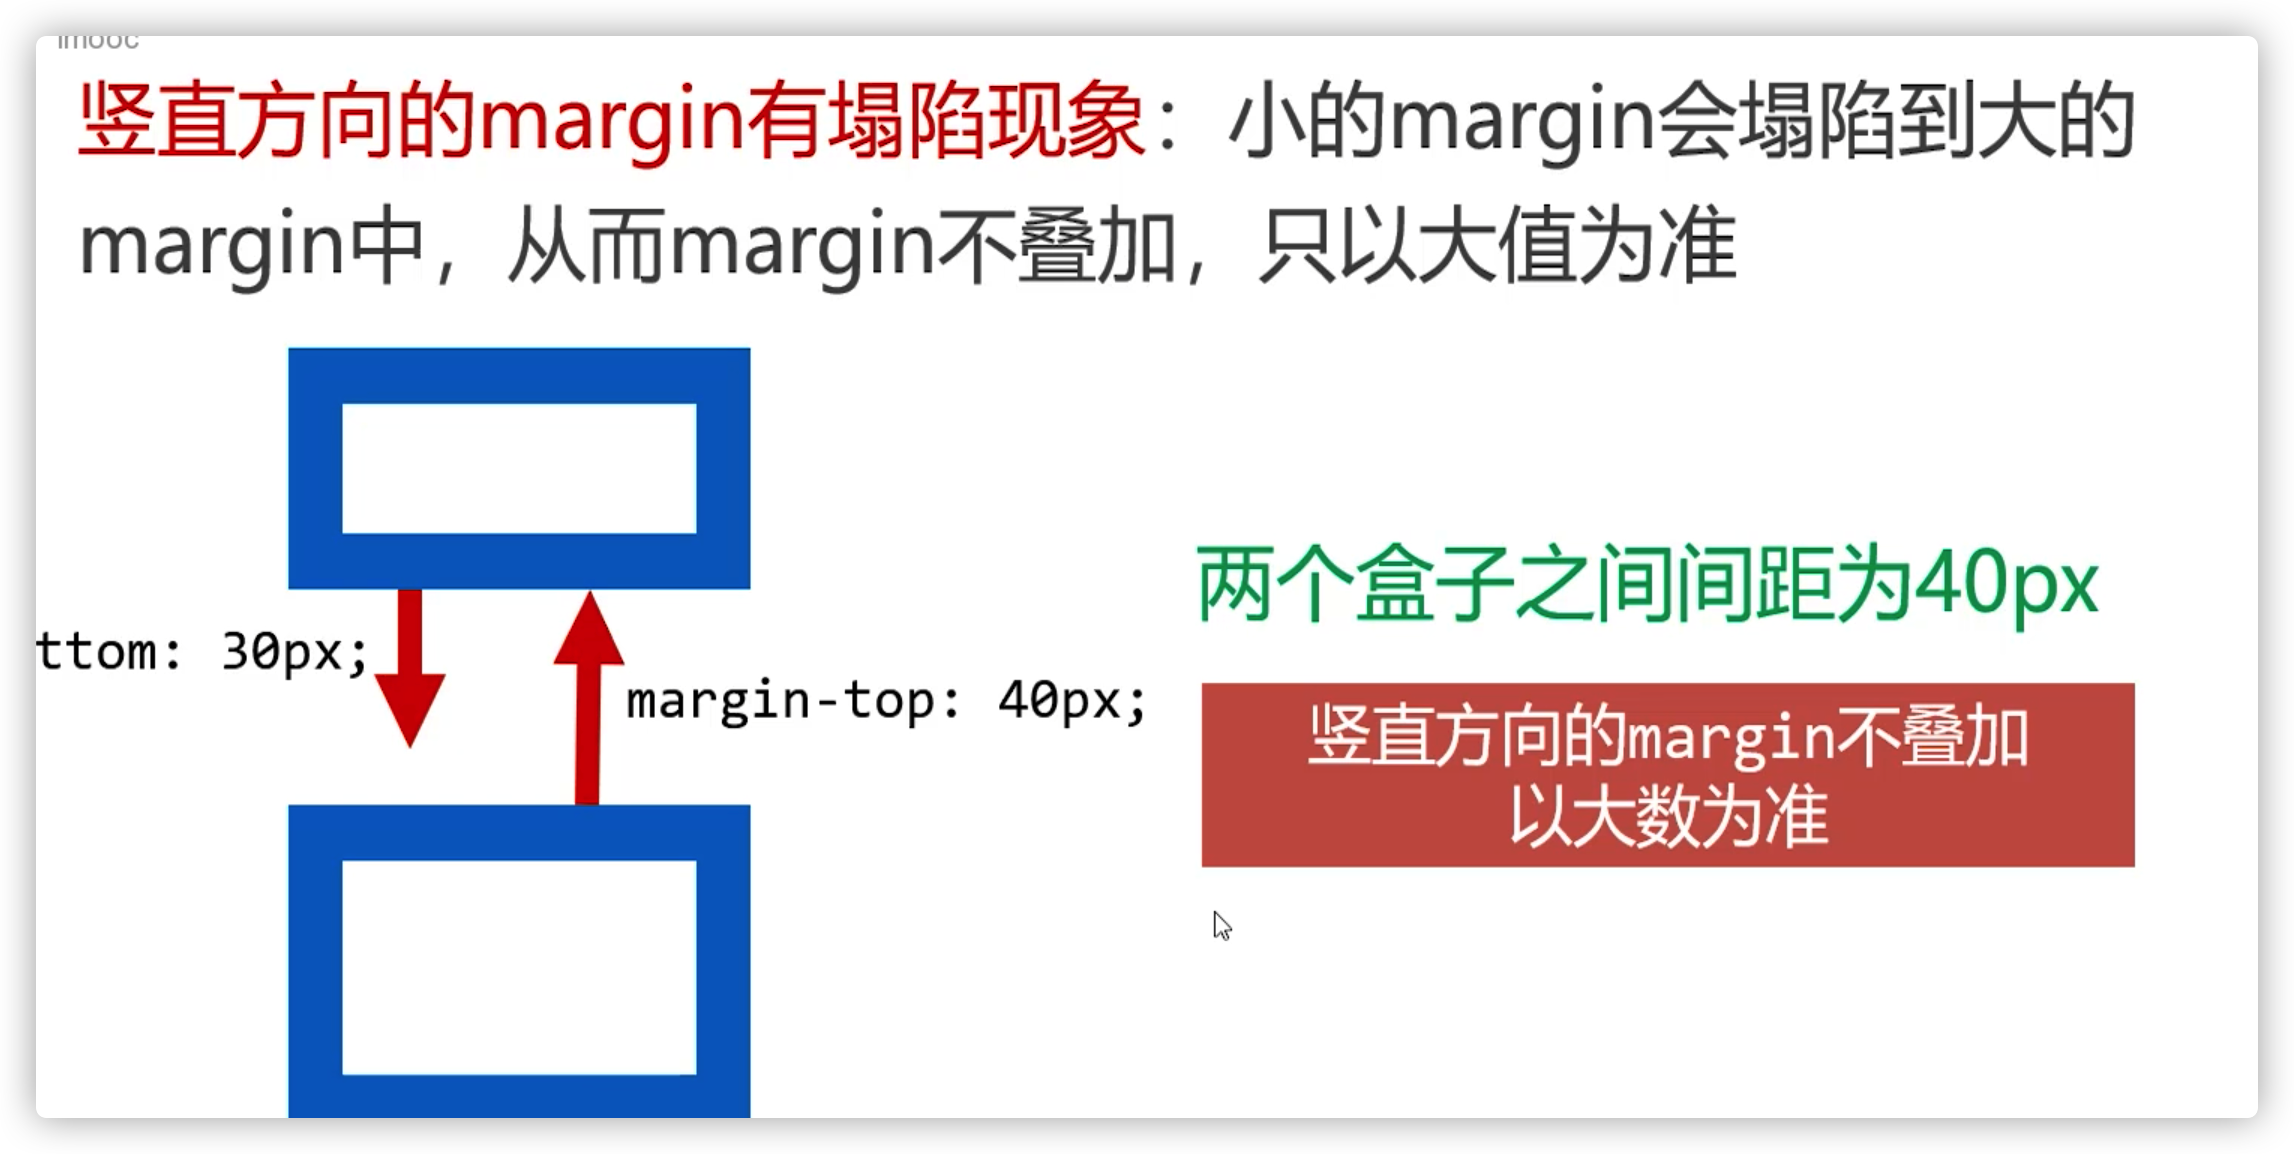 imooc
竖直方向的margin有塌陷现象：小的margin会塌陷到大的
margin中，从而margin不叠加，只以大值为准
两个盒子之间间距为40px
ttom: 30px;
margin-top: 40px;
竖直方向的margin不叠加
以大数为准